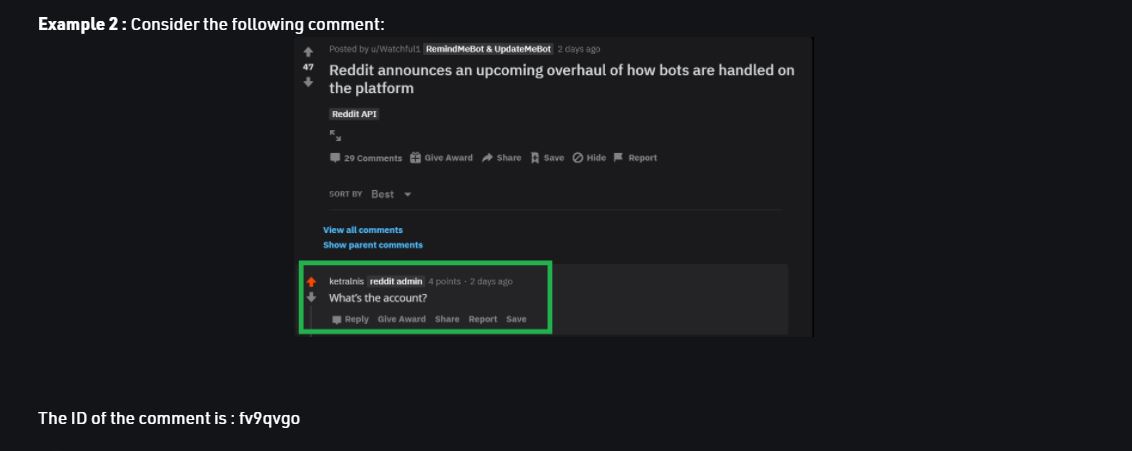 Example 2 : Consider the following comment:
Posted by u/Watchful1 RemindMeBot & UpdateMeBot 2 days ago
47
Reddit announces an upcoming overhaul of how bots are handled on
the platform
Reddit API
29 Comments Give Award Share Save Hide Report
SORT BY Best
View all comments
Show parent comments
ketralnis reddit admin 4 points · 2 days ago
What's the account?
Reply Give Award Share Report Save
The ID of the comment is : fv9qvgo